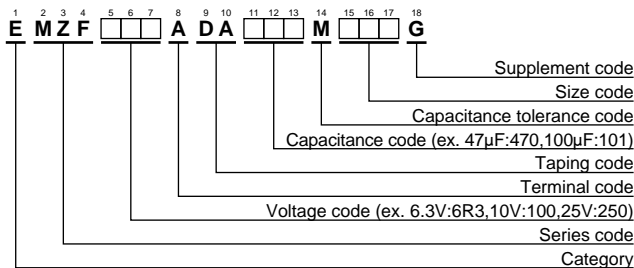 1 2 3 4 5 6 7 8 9 10 11 12 13 14 15 16 17 18
E MZF □□□ A DA □□□ M □□□ G
Supplement code
Size code
Capacitance tolerance code
Capacitance code (ex. 47µF:470,100µF:101)
Taping code
Terminal code
Voltage code (ex. 6.3V:6R3,10V:100,25V:250)
Series code
Category